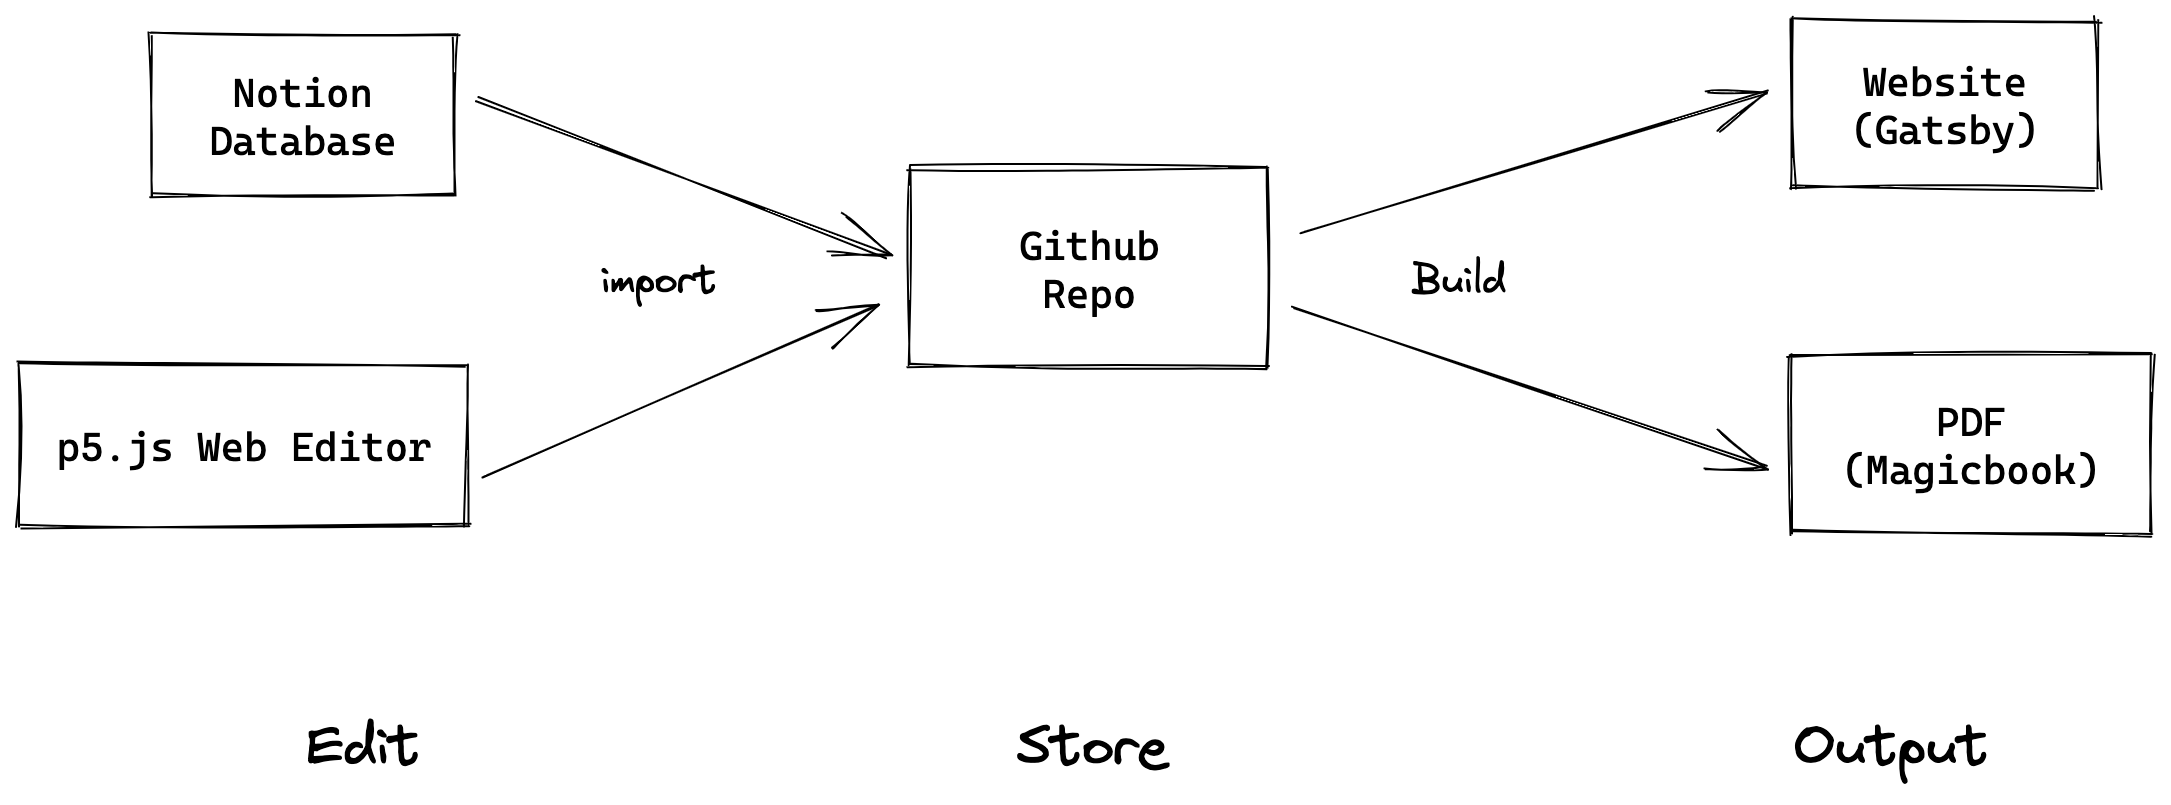 Notion
Database
Website
(Gatsby)
Github
Repo
import
Build
p5.js Web Editor
PDF
(Magicbook)
Edit
Store
Output